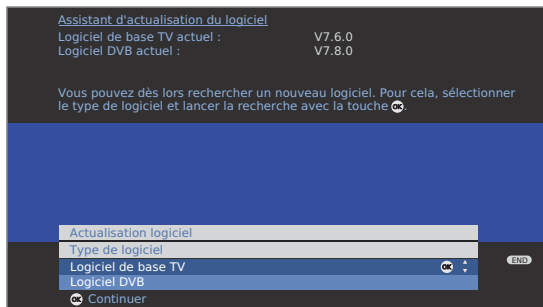 Assistant d'actualisation du logiciel
Logiciel de base TV actuel : V7.6.0
Logiciel DVB actuel : V7.8.0
Vous pouvez dès lors rechercher un nouveau logiciel. Pour cela, sélectionner
le type de logiciel et lancer la recherche avec la touche OK.
Actualisation logiciel
Type de logiciel
Logiciel de base TV OK
END
Logiciel DVB
OK Continuer